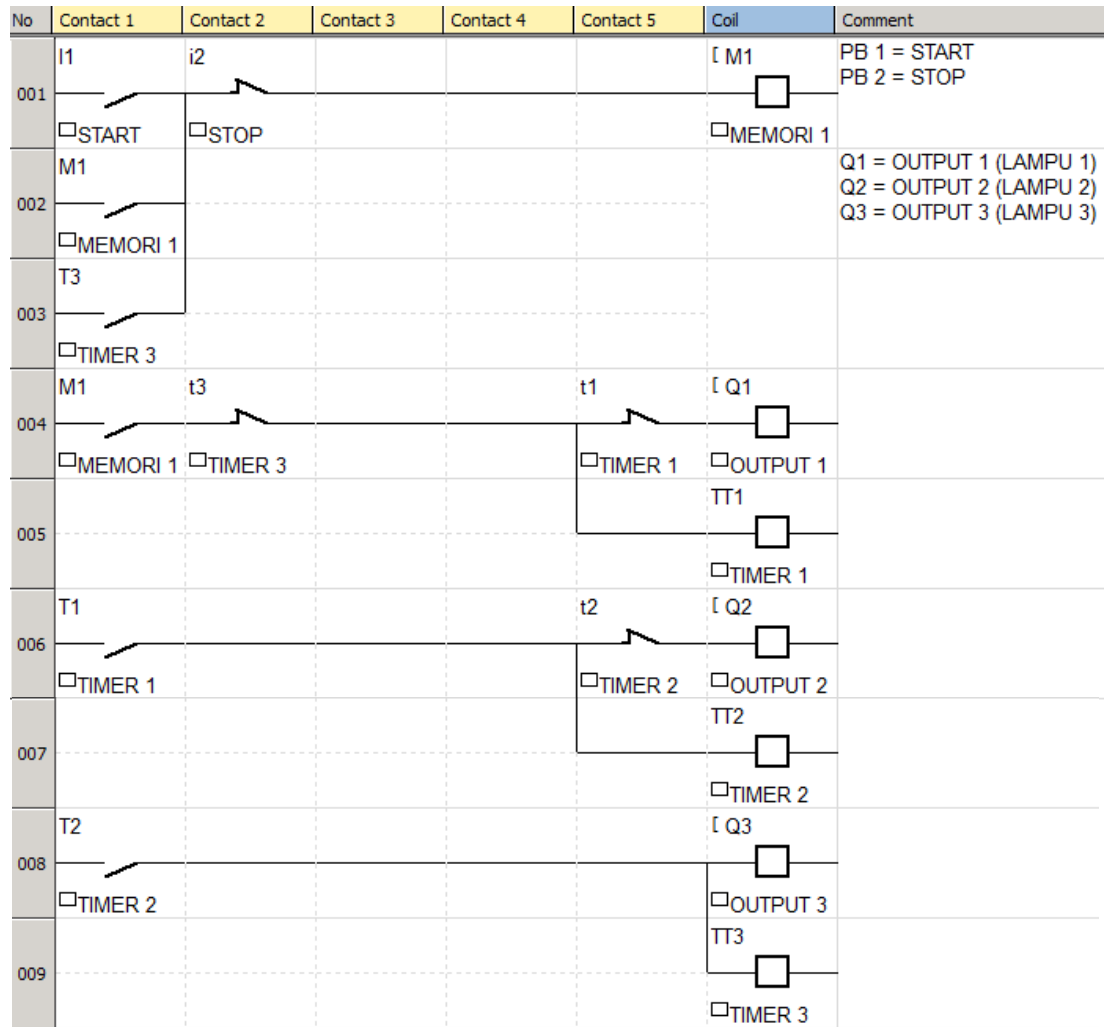 No Contact 1 Contact 2 Contact 3 Contact 4 Contact 5 Coil Comment
I1 i2 [ M1 PB 1 = START
PB 2 = STOP
001
START STOP MEMORI 1
M1 Q1 = OUTPUT 1 (LAMPU 1)
Q2 = OUTPUT 2 (LAMPU 2)
002 Q3 = OUTPUT 3 (LAMPU 3)
MEMORI 1
T3
003
TIMER 3
M1 t3 t1 [ Q1
004
MEMORI 1 TIMER 3 TIMER 1 OUTPUT 1
TT1
005
TIMER 1
T1 t2 [ Q2
006
TIMER 1 TIMER 2 OUTPUT 2
TT2
007
TIMER 2
T2 [ Q3
008
TIMER 2 OUTPUT 3
TT3
009
TIMER 3